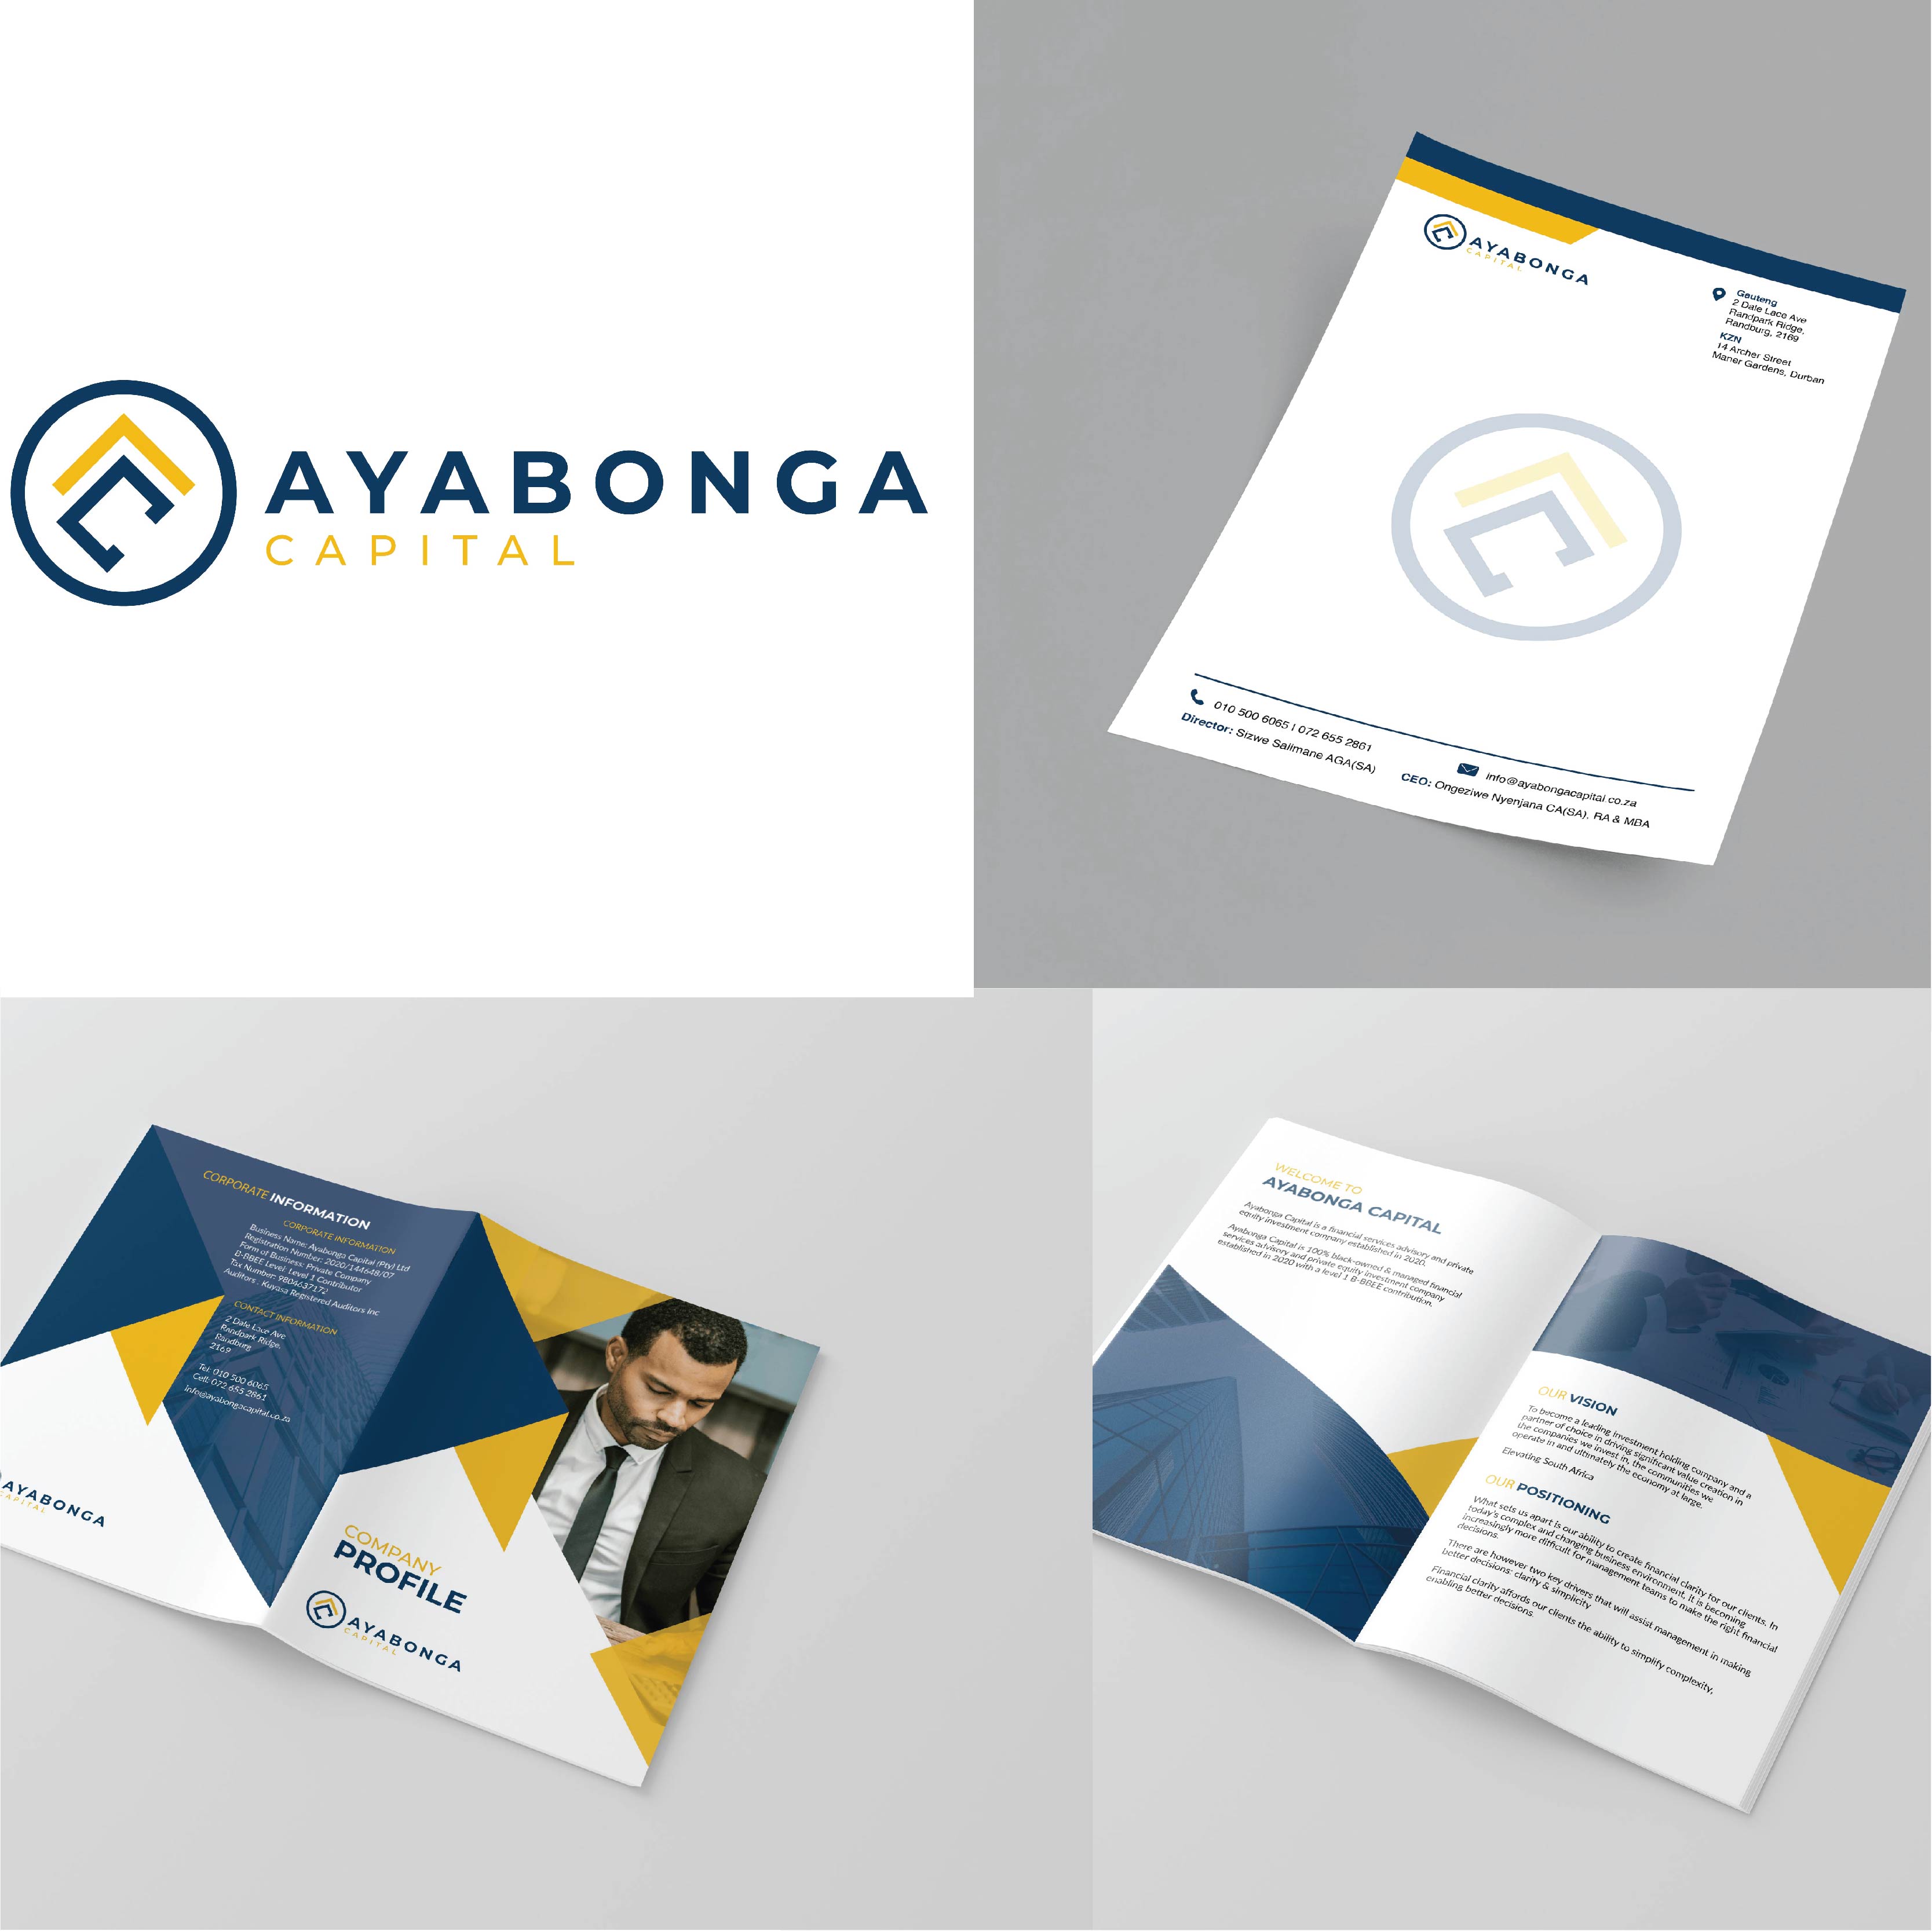 AYABONGA
CAPITAL
AYABONGA
CAPITAL
Gauteng
2 Dale Lace Ave
Randpark Ridge,
Randburg, 2169
KZN
14 Archer Street
Maner Gardens, Durban
010 500 6065 | 072 655 2861
info@ayabongacapital.co.za
Director: Sizwe Salimane AGA(SA)
CEO: Ongeziwe Nyenjana CA(SA), RA & MBA
CORPORATE INFORMATION
CORPORATE INFORMATION
Business Name: Ayabonga Capital (Pty) Ltd
Registration Number: 2020/144648/07
Form of Business: Private Company
B-BBEE Level: Level 1 Contributor
Tax Number: 9804637172
Auditors . Kuyasa Registered Auditors Inc
CONTACT INFORMATION
2 Dale Lace Ave
Randpark Ridge,
Randburg
2169
Tel: 010 500 6065
Cell: 072 655 2861
info@ayabongacapital.co.za
AYABONGA
CAPITAL
COMPANY
PROFILE
AYABONGA
CAPITAL
WELCOME TO
AYABONGA CAPITAL
Ayabonga Capital is a financial services advisory and private
equity investment company established in 2020.
Ayabonga Capital is 100% black-owned & managed financial
services advisory and private equity investment company
established in 2020 with a level 1 B-BBEE contribution.
OUR VISION
To become a leading investment holding company and a
partner of choice in driving significant value creation in
the companies we invest in, the communities we
operate in and ultimately the economy at large.
Elevating South Africa
OUR POSITIONING
What sets us apart is our ability to create financial clarity for our clients. In
today's complex and changing business environment, It is becoming
increasingly more difficult for management teams to make the right financial
decisions.
There are however two key drivers that will assist management in making
better decisions: clarity & simplicity
Financial clarity affords our clients the ability to simplify complexity,
enabling better decisions.